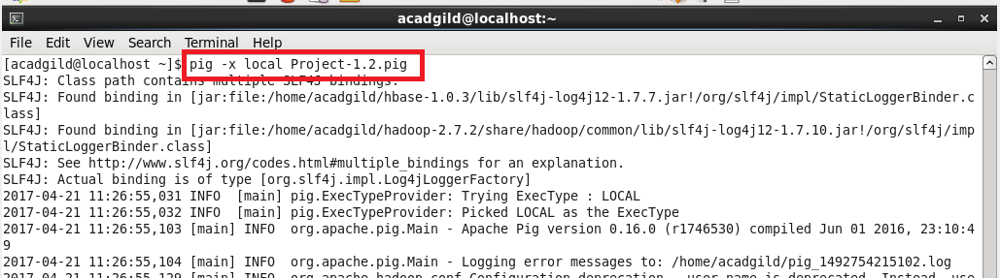 acadgild@localhost:~
File Edit View Search Terminal Help
[acadgild@localhost ~]$ pig -x local Project-1.2.pig
SLF4J: Class path contains multiple SLF4J bindings.
SLF4J: Found binding in [jar:file:/home/acadgild/hbase-1.0.3/lib/slf4j-log4j12-1.7.7.jar!/org/slf4j/impl/StaticLoggerBinder.c
lass]
SLF4J: Found binding in [jar:file:/home/acadgild/hadoop-2.7.2/share/hadoop/common/lib/slf4j-log4j12-1.7.10.jar!/org/slf4j/imp
l/StaticLoggerBinder.class]
SLF4J: See http://www.slf4j.org/codes.html#multiple_bindings for an explanation.
SLF4J: Actual binding is of type [org.slf4j.impl.Log4jLoggerFactory]
2017-04-21 11:26:55,031 INFO  [main] pig.ExecTypeProvider: Trying ExecType : LOCAL
2017-04-21 11:26:55,032 INFO  [main] pig.ExecTypeProvider: Picked LOCAL as the ExecType
2017-04-21 11:26:55,103 [main] INFO  org.apache.pig.Main - Apache Pig version 0.16.0 (r1746530) compiled Jun 01 2016, 23:10:4
9
2017-04-21 11:26:55,104 [main] INFO  org.apache.pig.Main - Logging error messages to: /home/acadgild/pig_1492754215102.log
2017-04-21 11:26:55,129 [main] INFO  org.apache.hadoop.conf.Configuration.deprecation - user.name is deprecated. Instead, use